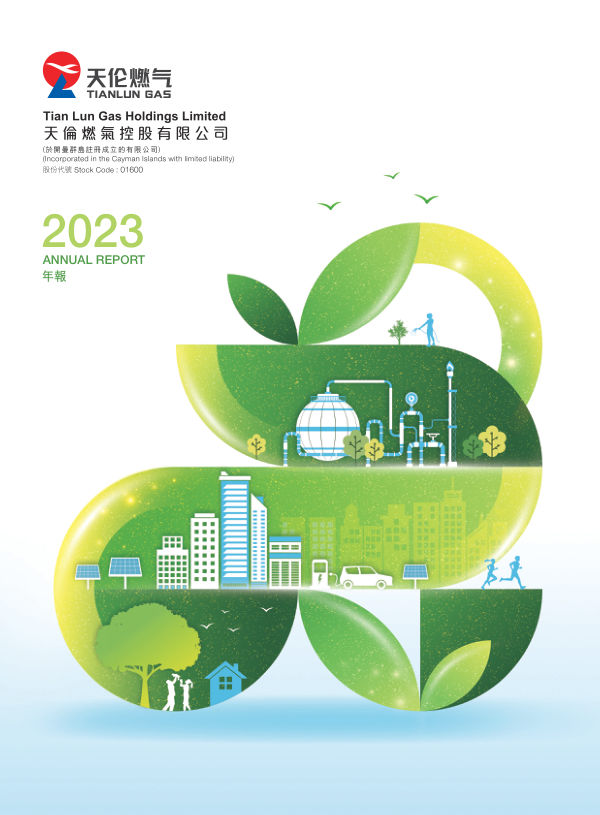 天伦燃气
TIANLUN GAS
Tian Lun Gas Holdings Limited
天倫燃氣控股有限公司
(於開曼群島註冊成立的有限公司)
(Incorporated in the Cayman Islands with limited liability)
股份代號 Stock Code : 01600
2023
ANNUAL REPORT
年報